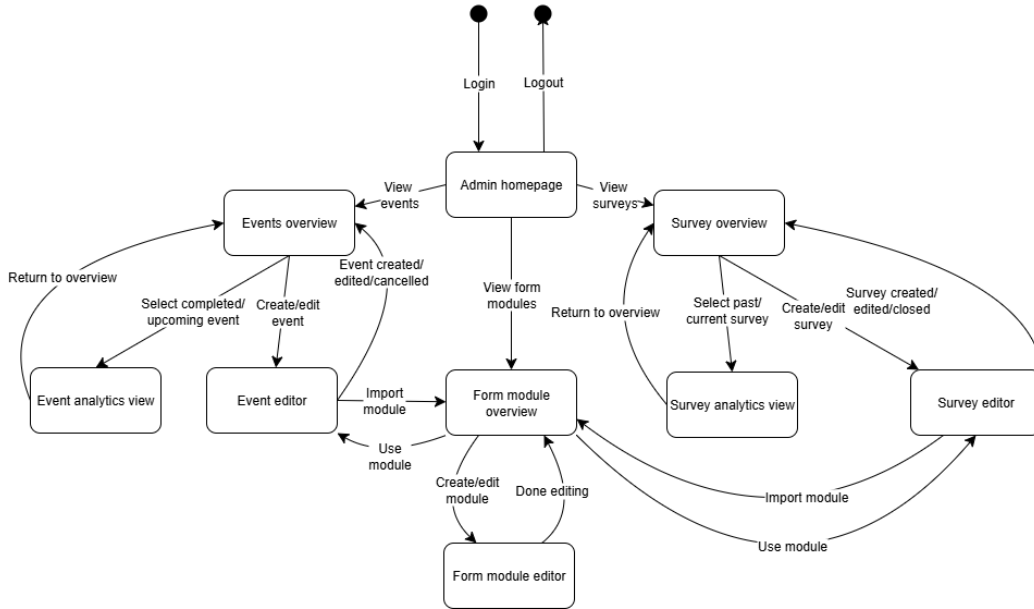 Login
Logout
Admin homepage
View
events
View
surveys
Events overview
Survey overview
Event created/
edited/cancelled
Return to overview
View form
modules
Select completed/
upcoming event
Create/edit
event
Return to overview
Select past/
current survey
Create/edit
survey
Survey created/
edited/closed
Event analytics view
Event editor
Import
module
Form module
overview
Survey analytics view
Survey editor
Use
module
Create/edit
module
Done editing
Import module
Use module
Form module editor